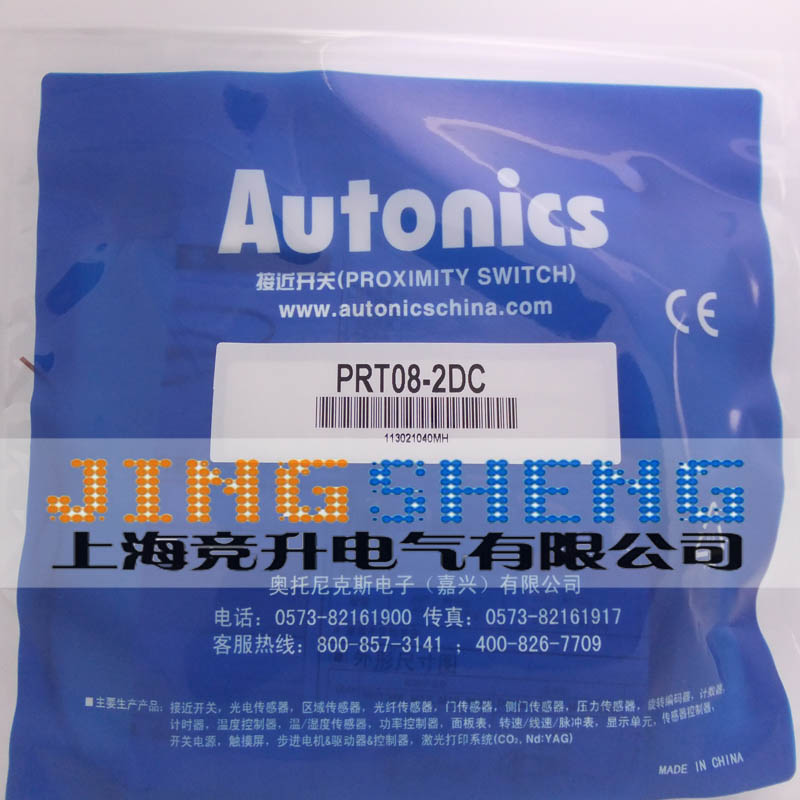 Autonics
接近开关(PROXIMITY SWITCH)
www.autonicschina.com
CE
PRT08-2DC
113021040MH
JINGSHENG
上海竞升电气有限公司
奥托尼克斯电子（嘉兴）有限公司
电话：0573-82161900 传真：0573-82161917
客服热线：800-857-3141；400-826-7709
外形尺寸图
■主要生产产品：接近开关，光电传感器，区域传感器，光纤传感器，门传感器，侧门传感器，压力传感器，旋转编码器，计数器，
计时器，温度控制器，温/湿度传感器，功率控制器，面板表，转速/线速/脉冲表，显示单元，传感器控制器，
开关电源，触摸屏，步进电机&驱动器&控制器，激光打印系统(CO₂, Nd:YAG)
MADE IN CHINA